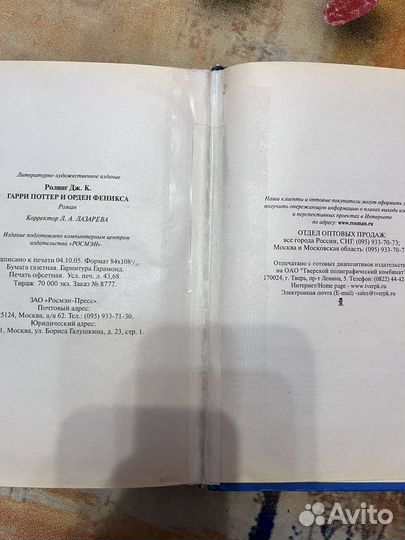 Литературно-художественное издание
Ролинг Дж. К.
ГАРРИ ПОТТЕР И ОРДЕН ФЕНИКСА
Роман
Корректор Л. А. ЛАЗАРЕВА
Издание подготовлено компьютерным центром
издательства «РОСМЭН»
дписано к печати 04.10.05. Формат 84х108¹/
Бумага газетная. Гарнитура Гарамонд.
Печать офсетная. Усл. печ. л. 43,68.
Тираж 70 000 экз. Заказ № 8777.
ЗАО «Росмэн-Пресс».
Почтовый адрес:
5124, Москва, а/я 62. Тел.: (095) 933-71-30.
Юридический адрес:
1, Москва, ул. Бориса Галушкина, д. 23, стр. 1.
Наши клиенты и оптовые покупатели могут оформить з
получить опережающую информацию о планах выхода из
и перспективных проектах в Интернете
по адресу: www.rosman.ru
ОТДЕЛ ОПТОВЫХ ПРОДАЖ:
все города России, СНГ: (095) 933-70-73;
Москва и Московская область: (095) 933-70-7
Отпечатано с готовых диапозитивов издательств
на ОАО "Тверской полиграфический комбинат"
170024, г. Тверь, пр-т Ленина, 5. Телефон: (0822) 44-42
Интернет/Home page - www.tverpk.ru
Электронная почта (E-mail) -sales@tverpk.ru
Avito